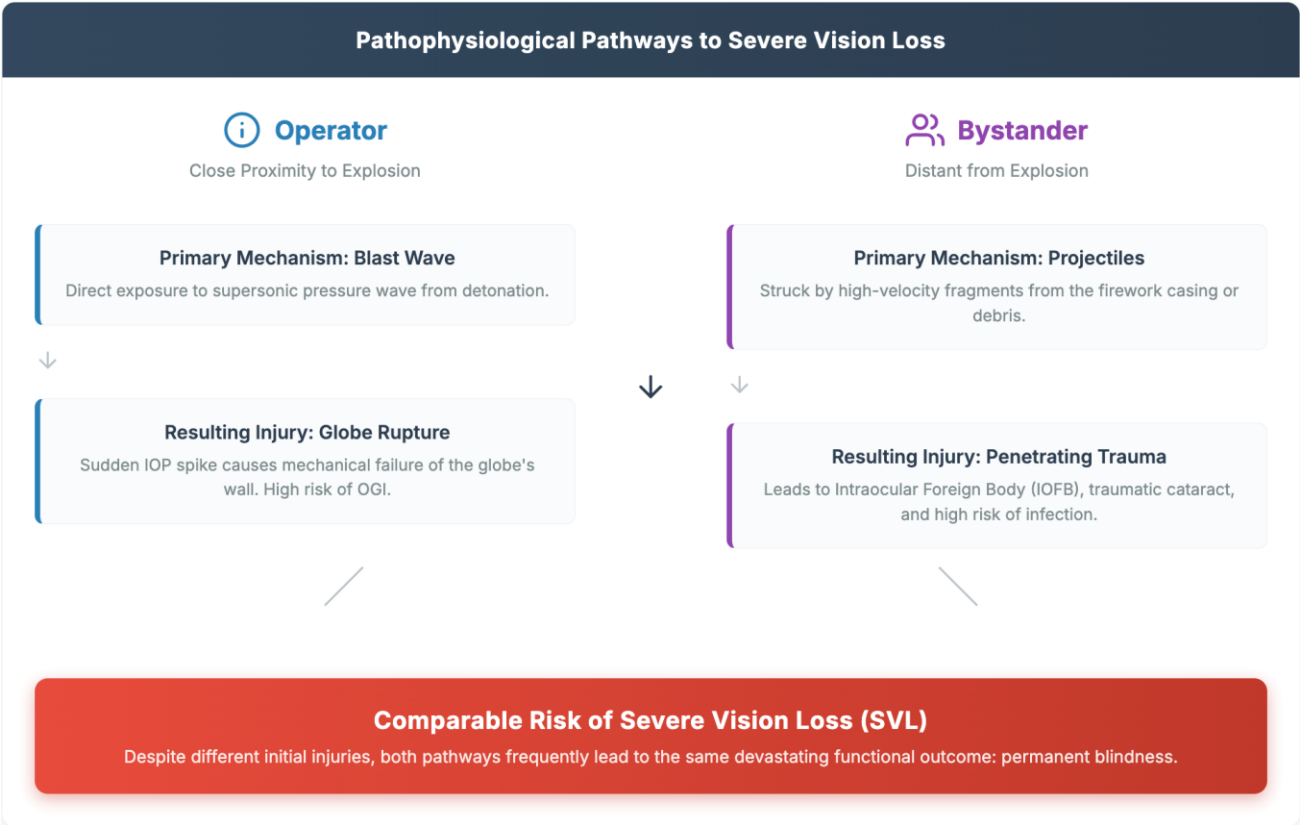 Pathophysiological Pathways to Severe Vision Loss
Operator
Close Proximity to Explosion
Primary Mechanism: Blast Wave
Direct exposure to supersonic pressure wave from detonation.
Resulting Injury: Globe Rupture
Sudden IOP spike causes mechanical failure of the globe's
wall. High risk of OGI.
Bystander
Distant from Explosion
Primary Mechanism: Projectiles
Struck by high-velocity fragments from the firework casing or
debris.
Resulting Injury: Penetrating Trauma
Leads to Intraocular Foreign Body (IOFB), traumatic cataract,
and high risk of infection.
Comparable Risk of Severe Vision Loss (SVL)
Despite different initial injuries, both pathways frequently lead to the same devastating functional outcome: permanent blindness.